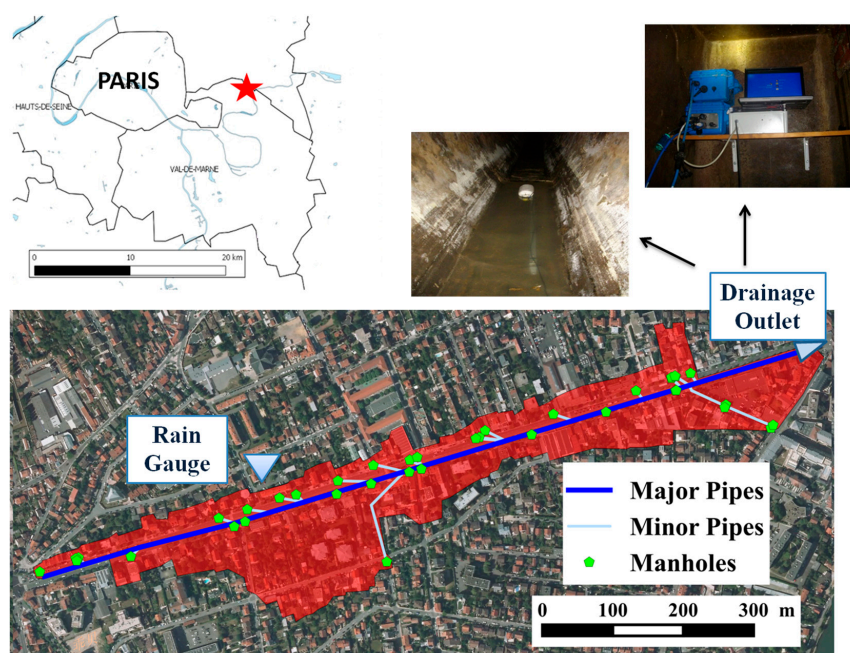 PARIS
HAUTS-DE-SEINE
VAL-DE-MARNE
0 10 20 km
Drainage
Outlet
Rain
Gauge
Major Pipes
Minor Pipes
Manholes
0 100 200 300 m